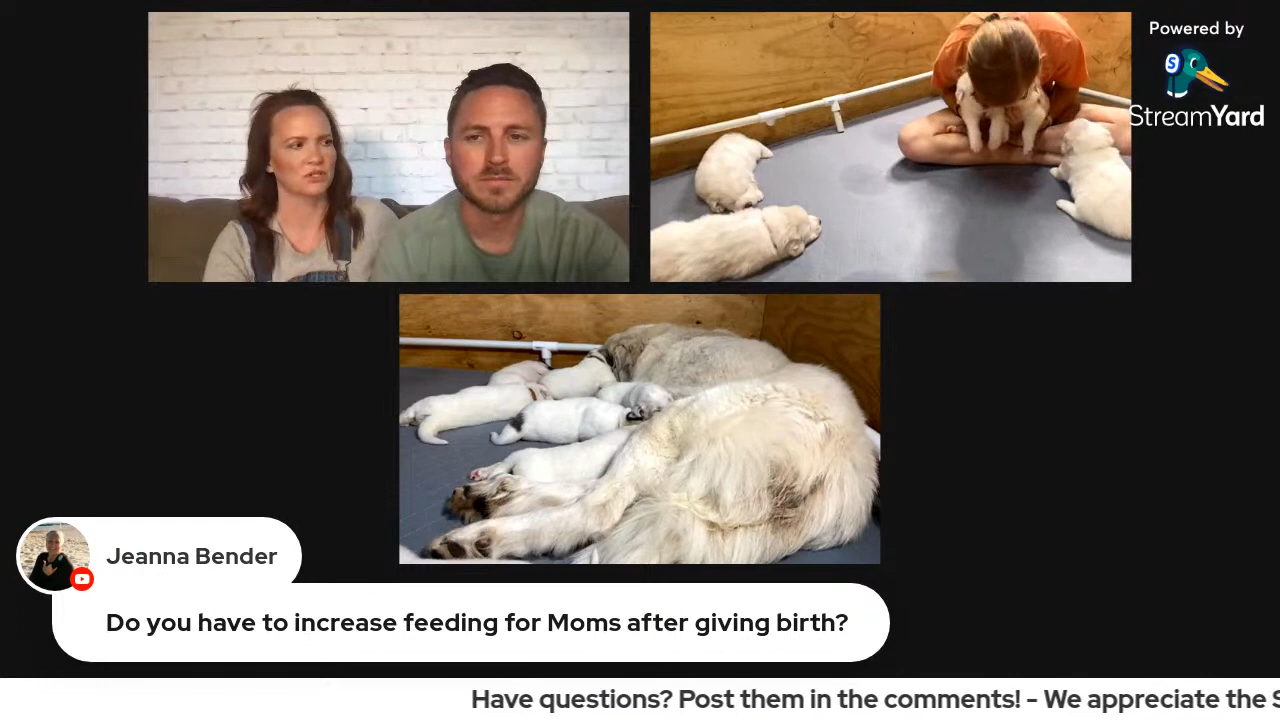 Powered by
StreamYard
Jeanna Bender
Do you have to increase feeding for Moms after giving birth?
Have questions? Post them in the comments! - We appreciate the